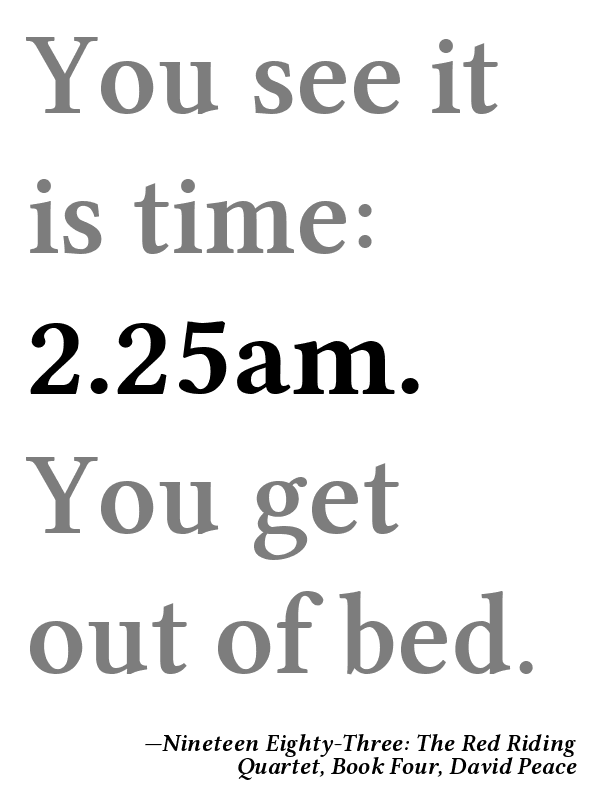 You see it
is time:
2.25am.
You get
out of bed.
—Nineteen Eighty-Three: The Red Riding
Quartet, Book Four, David Peace